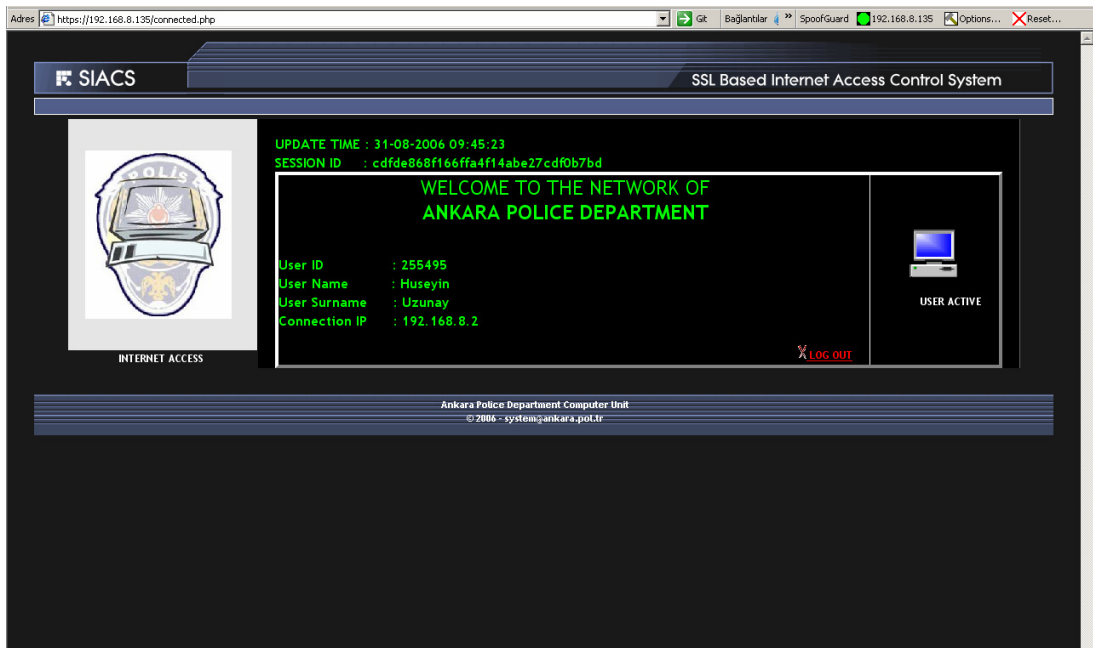 Adres https://192.168.8.135/connected.php Git Bağlantılar » SpoofGuard 192.168.8.135 Options... Reset...
SIACS
SSL Based Internet Access Control System
POLİS
INTERNET ACCESS
UPDATE TIME : 31-08-2006 09:45:23
SESSION ID : cdfde868f166ffa4f14abe27cdf0b7bd
WELCOME TO THE NETWORK OF
ANKARA POLICE DEPARTMENT
User ID : 255495
User Name : Huseyin
User Surname : Uzunay
Connection IP : 192.168.8.2
X LOG OUT
USER ACTIVE
Ankara Police Department Computer Unit
© 2006 - system@ankara.pol.tr